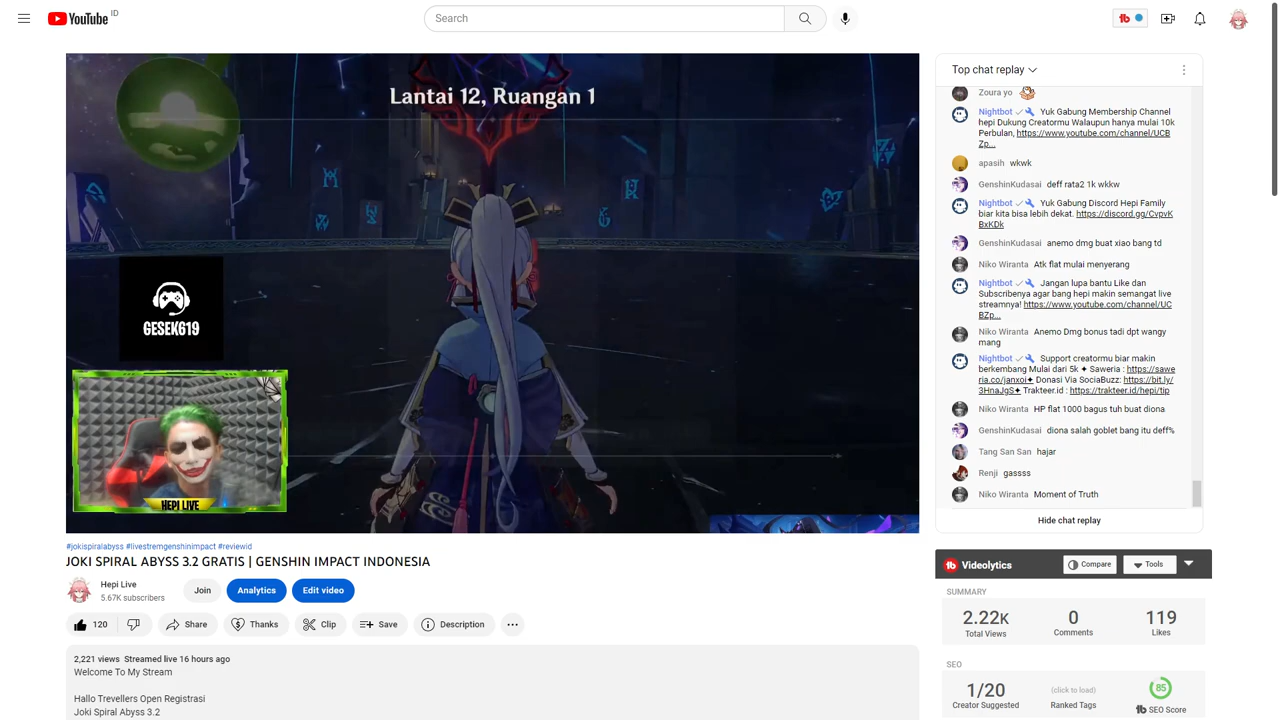 YouTube ID
Search
Lantai 12, Ruangan 1
GESEK619
HEPI LIVE
#jokispiralabyss #livestremgenshinimpact #reviewid
JOKI SPIRAL ABYSS 3.2 GRATIS | GENSHIN IMPACT INDONESIA
Hepi Live
5.67K subscribers
Join
Analytics
Edit video
120
Share
Thanks
Clip
Save
Description
2,221 views Streamed live 16 hours ago
Welcome To My Stream
Hallo Trevellers Open Registrasi
Joki Spiral Abyss 3.2
Top chat replay
Zoura yo
Nightbot Yuk Gabung Membership Channel
hepi Dukung Creatormu Walaupun hanya mulai 10k
Perbulan, https://www.youtube.com/channel/UCB
Zp...
apasih wkwk
GenshinKudasai deff rata2 1k wkkw
Nightbot Yuk Gabung Discord Hepi Family
biar kita bisa lebih dekat. https://discord.gg/CvpvK
BxKDk
GenshinKudasai anemo dmg buat xiao bang td
Niko Wiranta Atk flat mulai menyerang
Nightbot Jangan lupa bantu Like dan
Subscribenya agar bang hepi makin semangat live
streamnya! https://www.youtube.com/channel/UC
BZp...
Niko Wiranta Anemo Dmg bonus tadi dpt wangy
mang
Nightbot Support creatormu biar makin
berkembang Mulai dari 5k ✦ Saweria : https://sawe
ria.co/janxoi✦ Donasi Via SociaBuzz: https://bit.ly/
3HnaJgS✦ Trakteer.id : https://trakteer.id/hepi/tip
Niko Wiranta HP flat 1000 bagus tuh buat diona
GenshinKudasai diona salah goblet bang itu deff%
Tang San San hajar
Renji gassss
Niko Wiranta Moment of Truth
Hide chat replay
tb Videolytics
Compare
Tools
SUMMARY
2.22K
Total Views
0
Comments
119
Likes
SEO
1/20
Creator Suggested
(click to load)
Ranked Tags
85
tb SEO Score